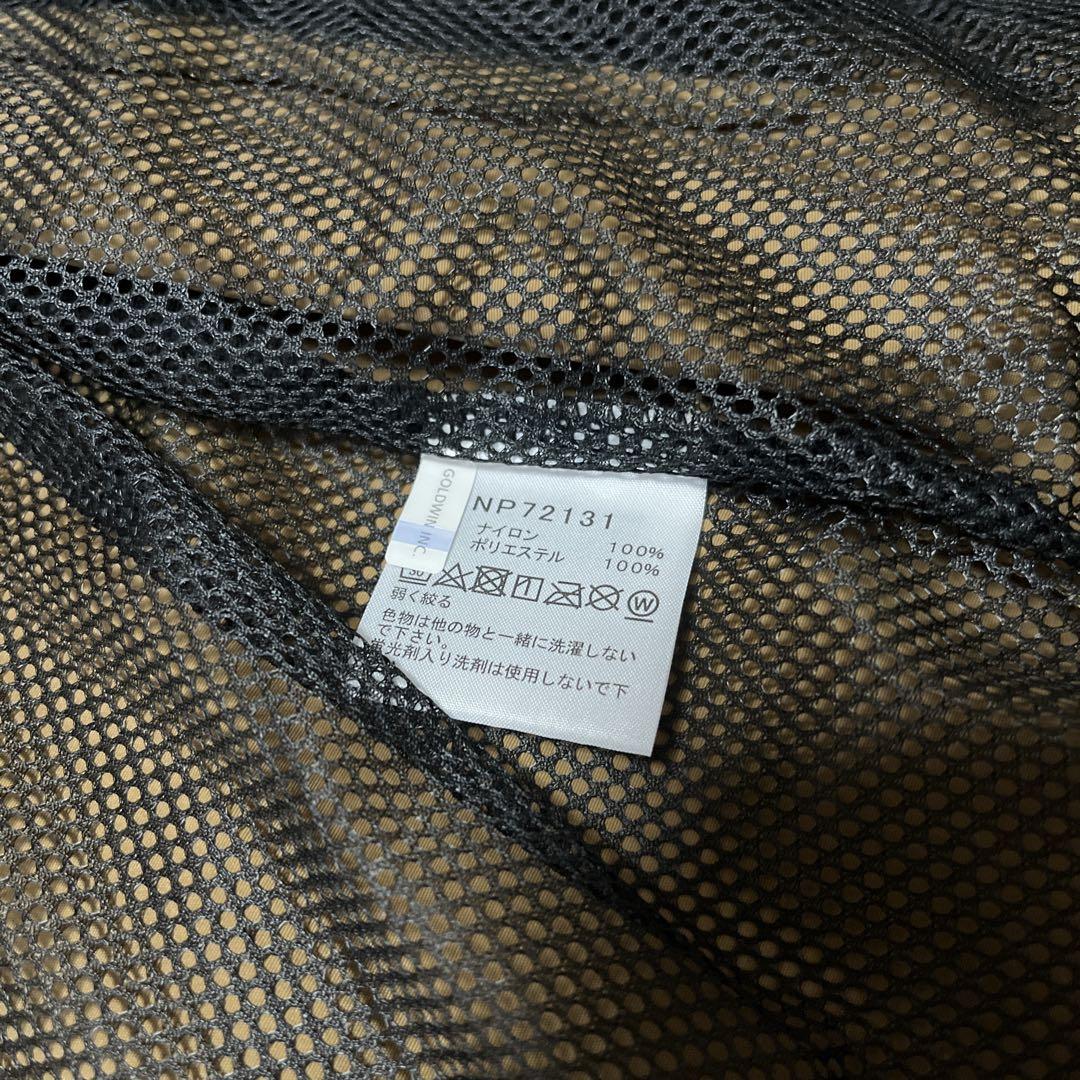 GOLDWIN INC.
NP72131
ナイロン 100%
ポリエステル 100%
30
W
弱く絞る
色物は他の物と一緒に洗濯しない
で下さい。
蛍光剤入り洗剤は使用しないで下